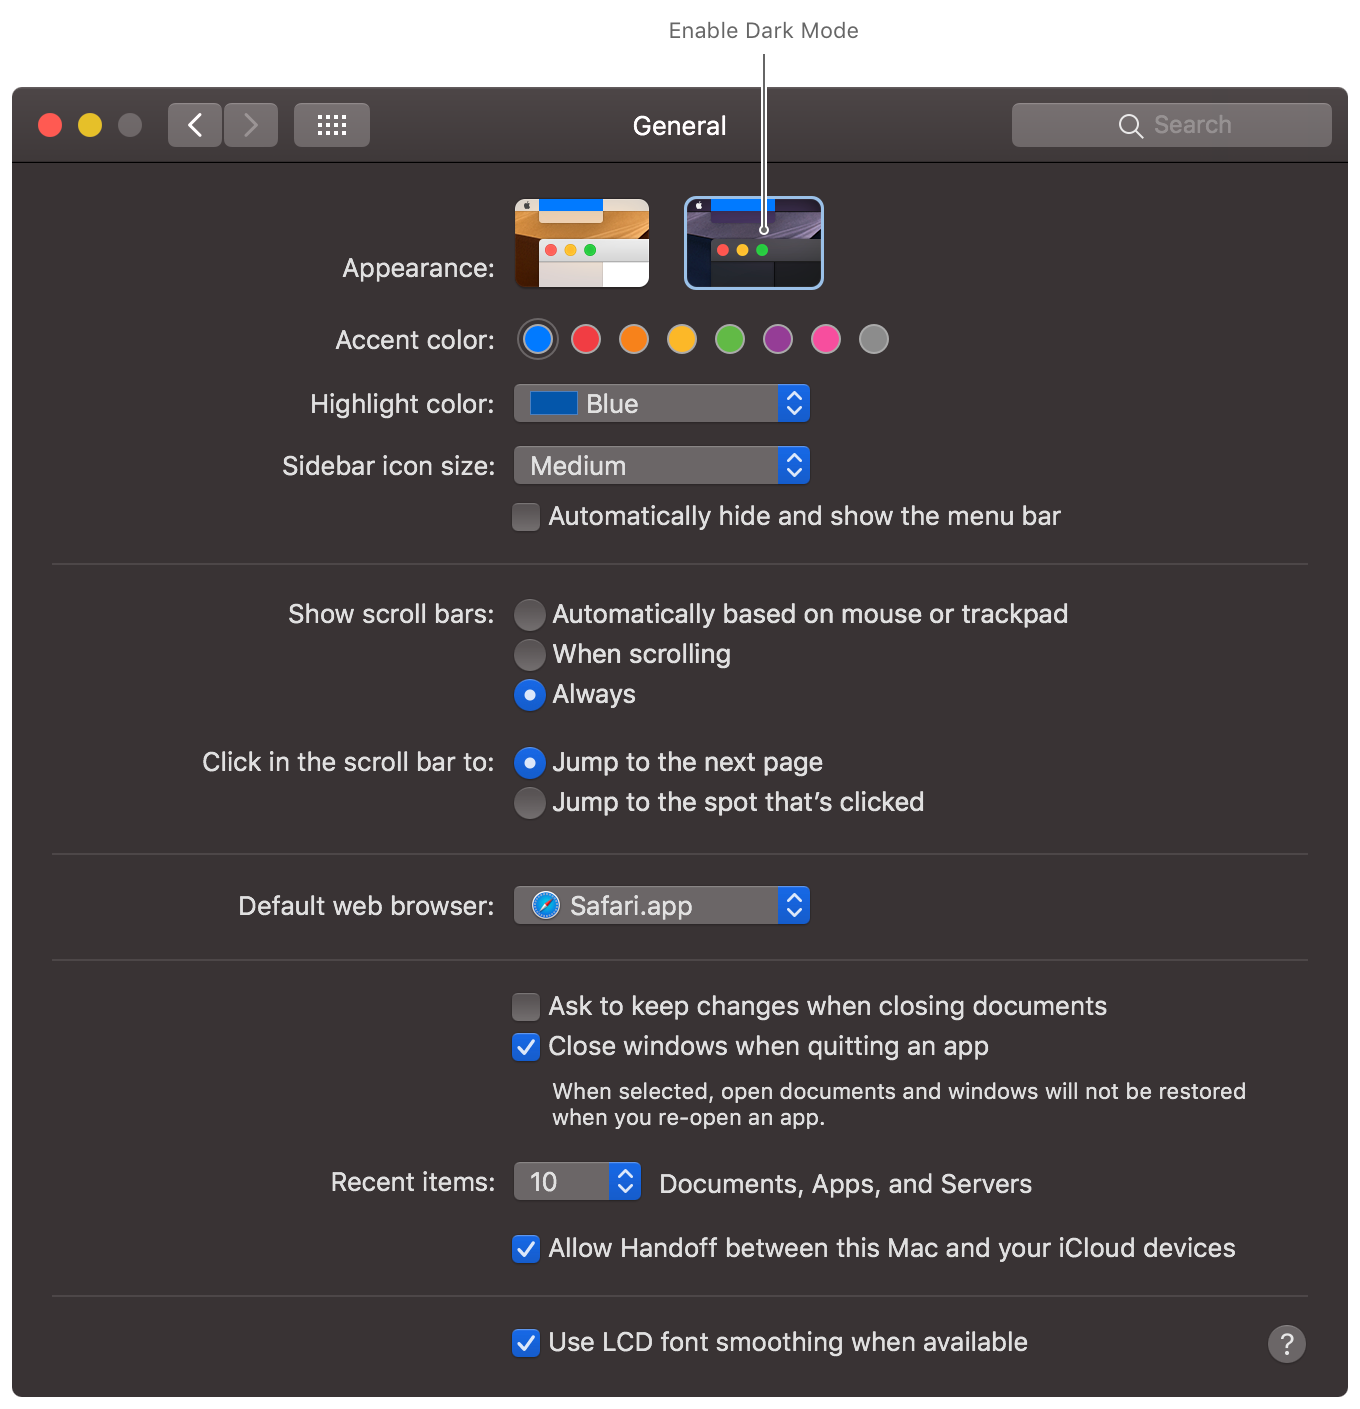 Enable Dark Mode
General
Search
Appearance:
Accent color:
Highlight color: Blue
Sidebar icon size: Medium
Automatically hide and show the menu bar
Show scroll bars: Automatically based on mouse or trackpad
When scrolling
Always
Click in the scroll bar to: Jump to the next page
Jump to the spot that’s clicked
Default web browser: Safari.app
Ask to keep changes when closing documents
Close windows when quitting an app
When selected, open documents and windows will not be restored
when you re-open an app.
Recent items: 10 Documents, Apps, and Servers
Allow Handoff between this Mac and your iCloud devices
Use LCD font smoothing when available
?